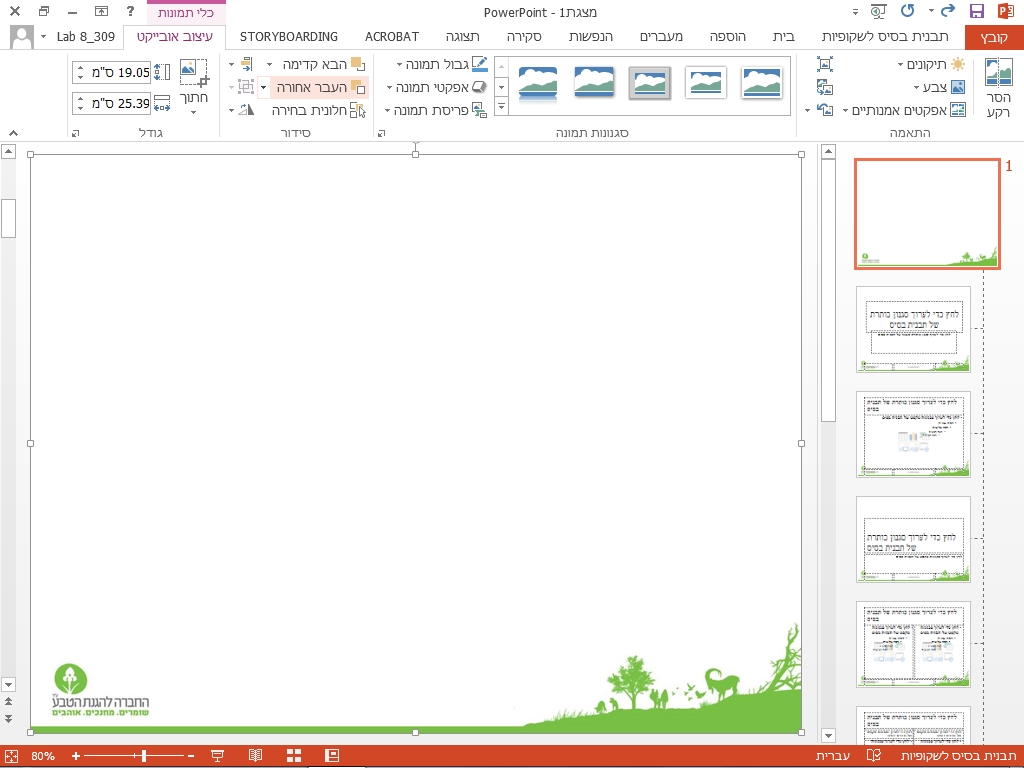 כלי תמונות
מצגת1 - PowerPoint
קובץ
תבנית בסיס לשקופיות
בית
הוספה
מעברים
הנפשות
סקירה
תצוגה
ACROBAT
STORYBOARDING
עיצוב אובייקט
Lab 8_309
הסר
רקע
תיקונים
צבע
אפקטים אמנותיים
התאמה
סגנונות תמונה
גבול תמונה
אפקטי תמונה
פריסת תמונה
הבא קדימה
העבר אחורה
חלונית בחירה
סידור
חתוך
19.05 ס"מ
25.39 ס"מ
גודל
1
לחץ כדי לערוך סגנון כותרת
של תבנית בסיס
לחץ כדי לערוך סגנון כותרת של תבנית
בסיס
לחץ כדי לערוך סגנון כותרת
של תבנית בסיס
לחץ כדי לערוך סגנון כותרת של תבנית
בסיס
לחץ כדי לערוך סגנון כותרת של תבנית
בסיס
החברה להגנת הטבע
שומרים. מחנכים. אוהבים
תבנית בסיס לשקופיות
עברית
80%